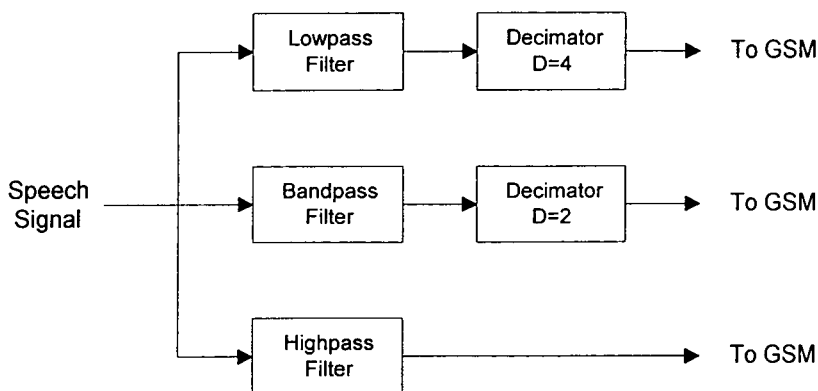 Lowpass
Filter
Decimator
D=4
To GSM
Speech
Signal
Bandpass
Filter
Decimator
D=2
To GSM
Highpass
Filter
To GSM